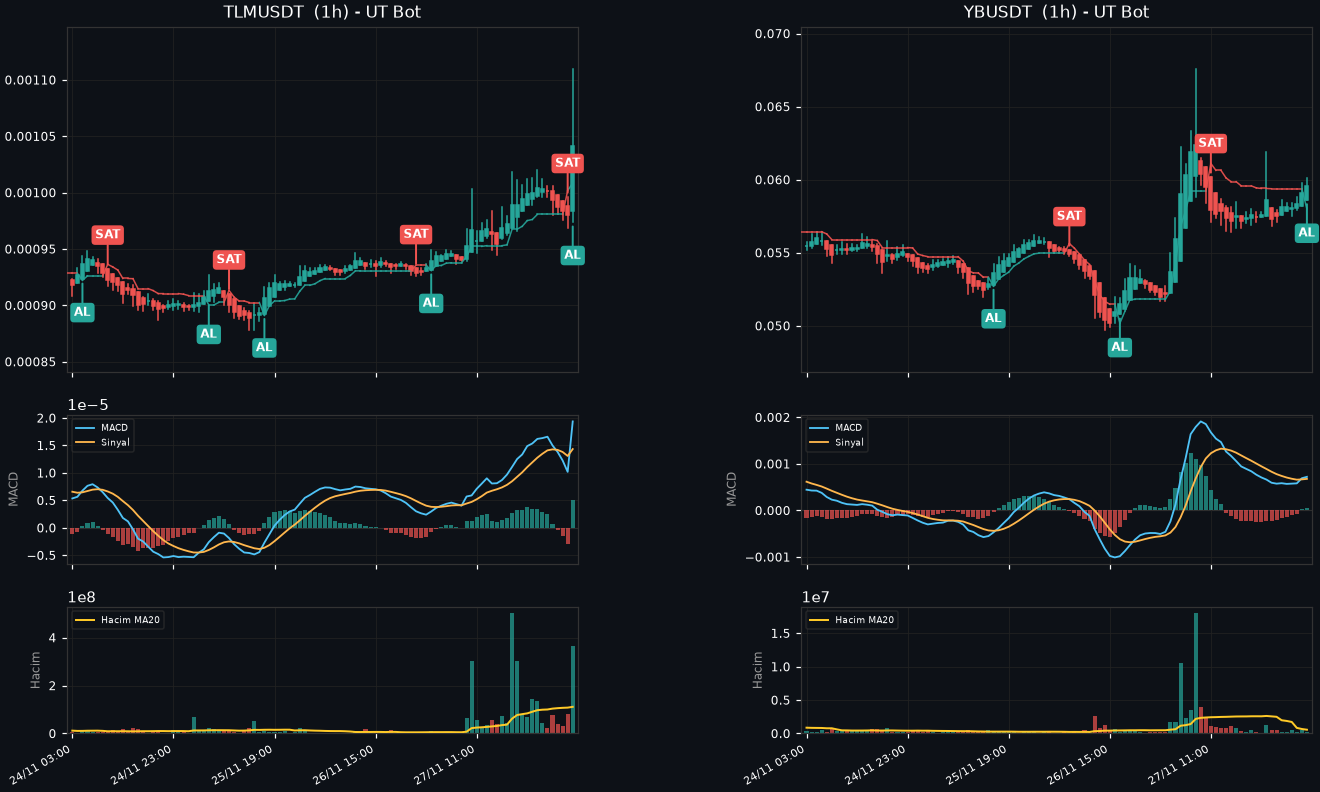 TLMUSDT (1h) - UT Bot
0.00110
0.00105
0.00100
0.00095
0.00090
0.00085
SAT
SAT
SAT
SAT
AL
AL
AL
AL
AL
1e−5
MACD
Sinyal
2.0
1.5
1.0
0.5
0.0
−0.5
MACD
1e8
Hacim MA20
4
2
0
Hacim
24/11 03:00
24/11 23:00
25/11 19:00
26/11 15:00
27/11 11:00
YBUSDT (1h) - UT Bot
0.070
0.065
0.060
0.055
0.050
SAT
SAT
AL
AL
AL
MACD
Sinyal
0.002
0.001
0.000
−0.001
MACD
1e7
Hacim MA20
1.5
1.0
0.5
0.0
Hacim
24/11 03:00
24/11 23:00
25/11 19:00
26/11 15:00
27/11 11:00